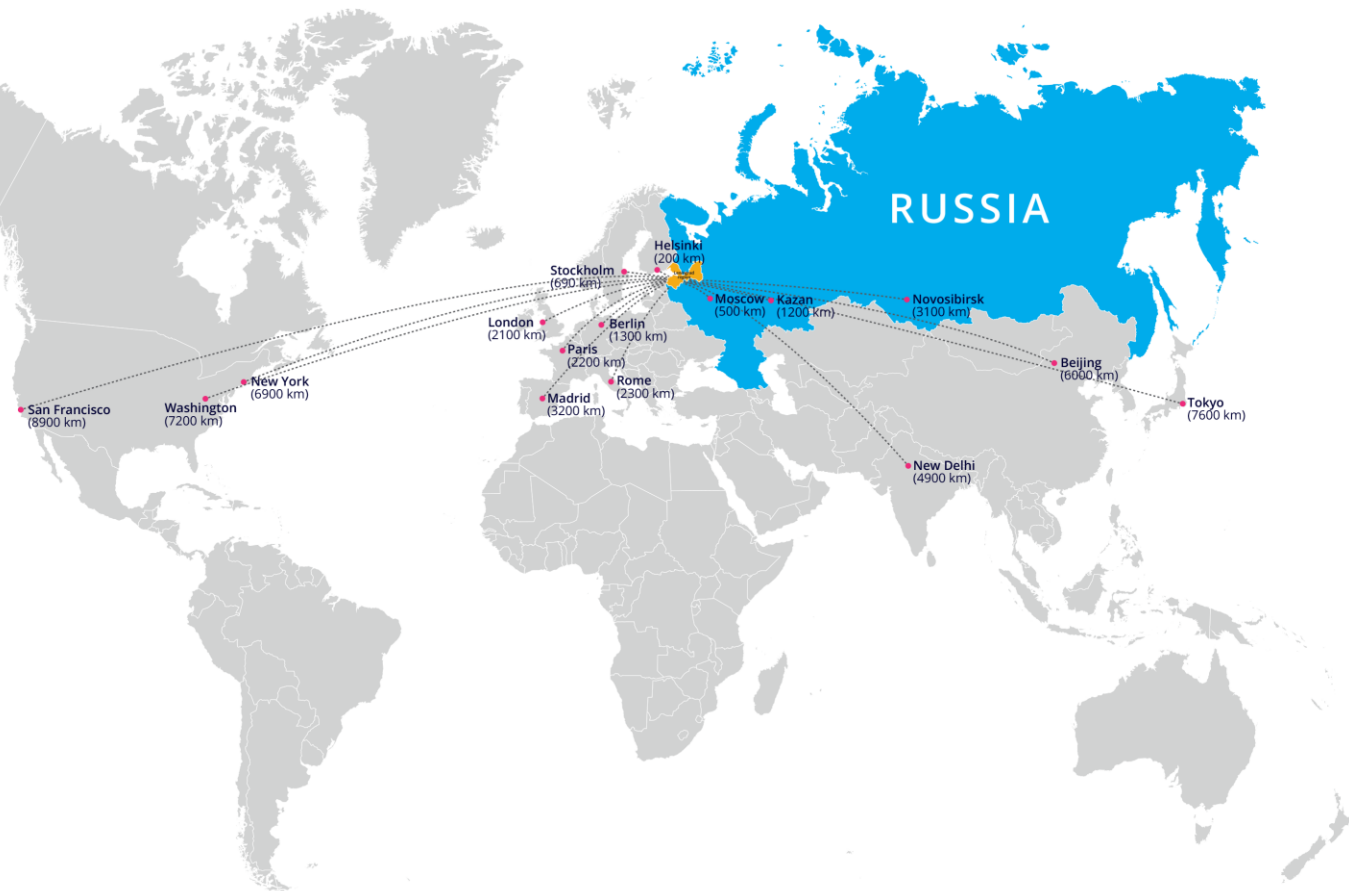 RUSSIA
Helsinki
(200 km)
Stockholm
(690 km)
Moscow
(500 km)
Kazan
(1200 km)
Novosibirsk
(3100 km)
London
(2100 km)
Berlin
(1300 km)
Paris
(2200 km)
Rome
(2300 km)
Madrid
(3200 km)
New York
(6900 km)
Washington
(7200 km)
San Francisco
(8900 km)
Beijing
(6000 km)
Tokyo
(7600 km)
New Delhi
(4900 km)